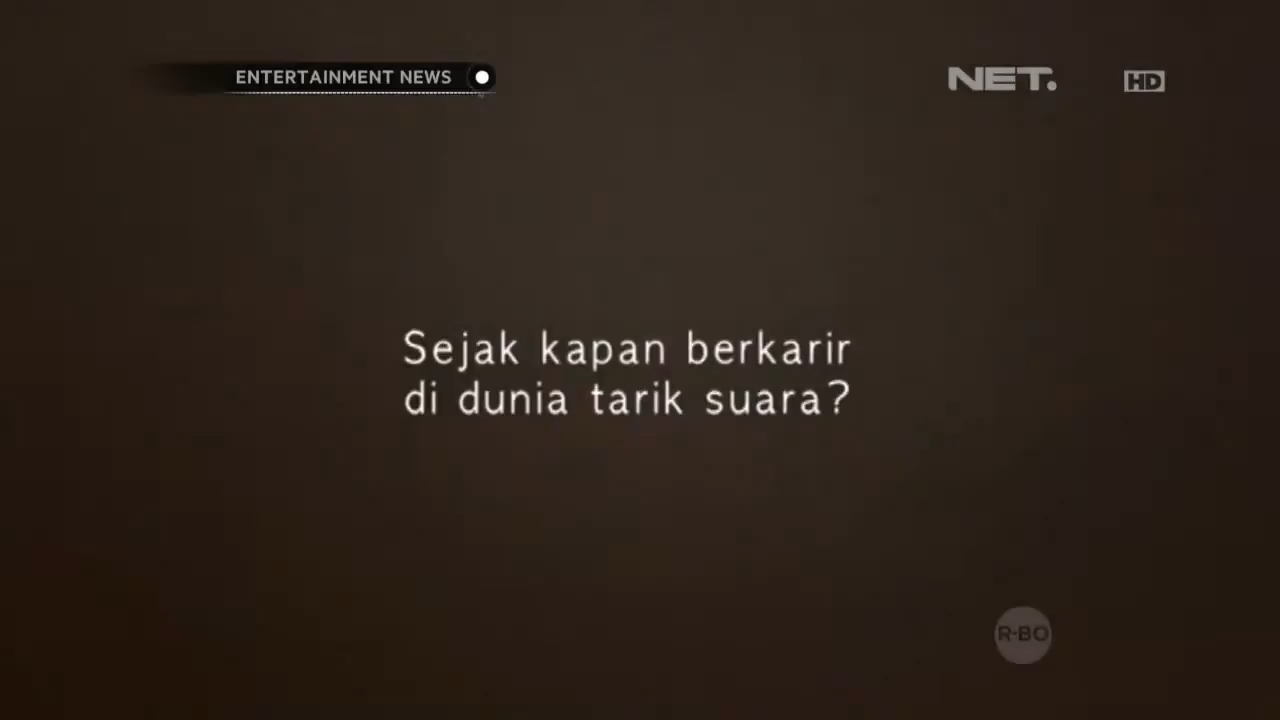 ENTERTAINMENT NEWS
NET.
HD
Sejak kapan berkarir
di dunia tarik suara?
R-BO